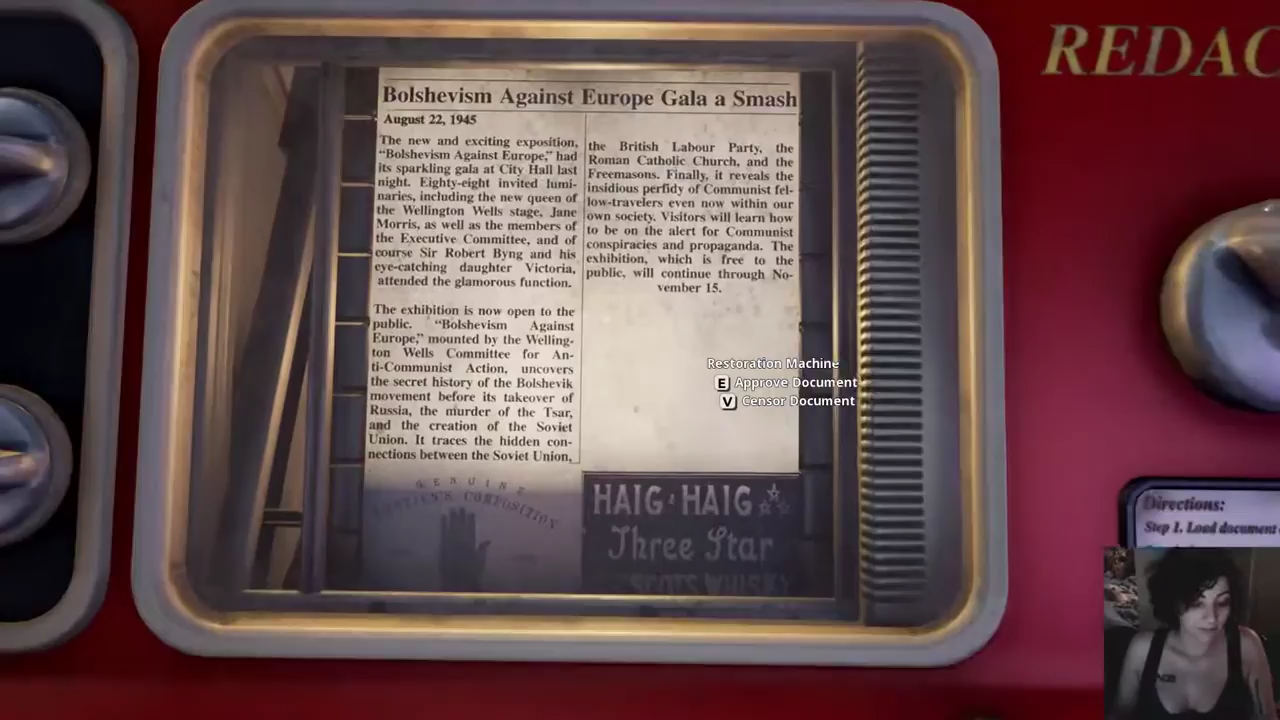 REDAC
Bolshevism Against Europe Gala a Smash
August 22, 1945
The new and exciting exposition,
“Bolshevism Against Europe,” had
its sparkling gala at City Hall last
night. Eighty-eight invited lumi-
naries, including the new queen of
the Wellington Wells stage, Jane
Morris, as well as the members of
the Executive Committee, and of
course Sir Robert Byng and his
eye-catching daughter Victoria,
attended the glamorous function.
The exhibition is now open to the
public. “Bolshevism Against
Europe,” mounted by the Welling-
ton Wells Committee for An-
ti-Communist Action, uncovers
the secret history of the Bolshevik
movement before its takeover of
Russia, the murder of the Tsar,
and the creation of the Soviet
Union. It traces the hidden con-
nections between the Soviet Union,
the British Labour Party, the
Roman Catholic Church, and the
Freemasons. Finally, it reveals the
insidious perfidy of Communist fel-
low-travelers even now within our
own society. Visitors will learn how
to be on the alert for Communist
conspiracies and propaganda. The
exhibition, which is free to the
public, will continue through No-
vember 15.
Restoration Machine
E Approve Document
V Censor Document
GENUINE
COMPOSITION
HAIG · HAIG
Three Star
SCOTS WHISKY
Directions:
Step 1. Load document